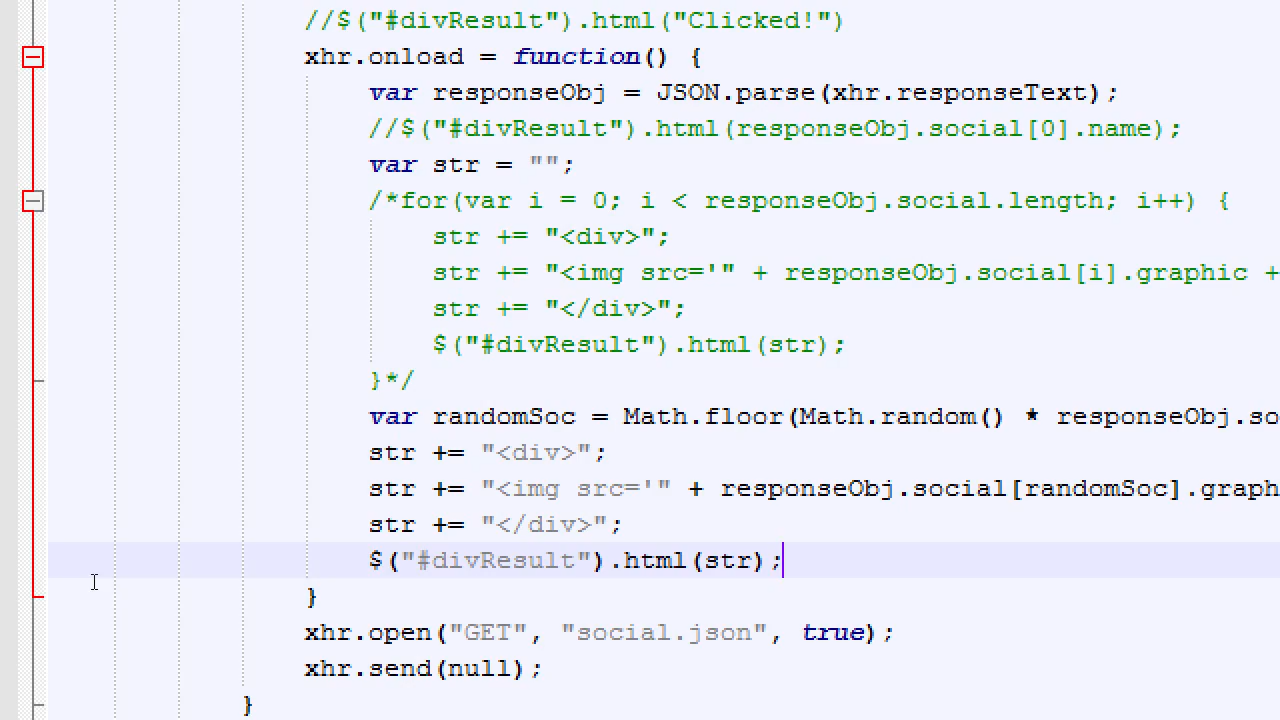 //$("#divResult").html("Clicked!")
xhr.onload = function() {
var responseObj = JSON.parse(xhr.responseText);
//$("#divResult").html(responseObj.social[0].name);
var str = "";
/*for(var i = 0; i < responseObj.social.length; i++) {
str += "<div>";
str += "<img src='" + responseObj.social[i].graphic +
str += "</div>";
$("#divResult").html(str);
}*/
var randomSoc = Math.floor(Math.random() * responseObj.so
str += "<div>";
str += "<img src='" + responseObj.social[randomSoc].graph
str += "</div>";
$("#divResult").html(str);
}
xhr.open("GET", "social.json", true);
xhr.send(null);
}